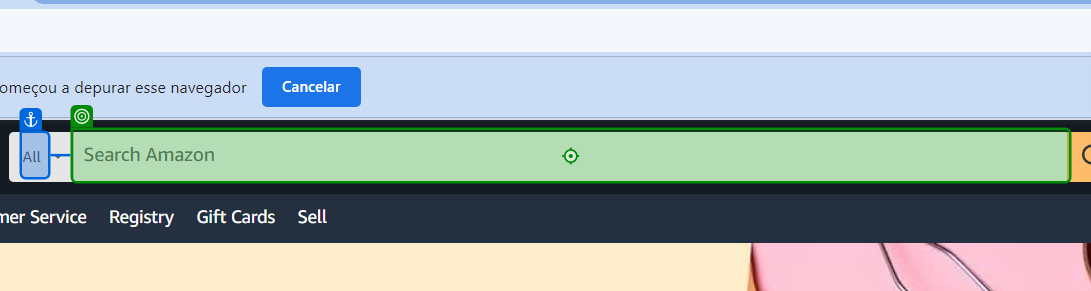 omeçou a depurar esse navegador Cancelar
All Search Amazon
mer Service Registry Gift Cards Sell